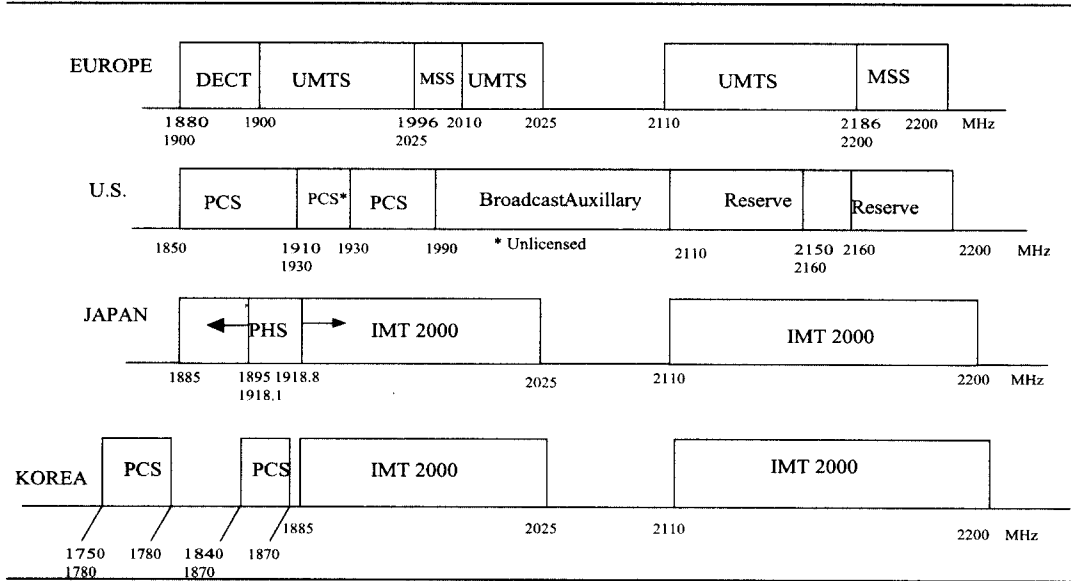 EUROPE DECT UMTS MSS UMTS UMTS MSS
1880 1900 1996 2010 2025 2110 2186 2200 MHz
1900 2025 2200
U.S. PCS PCS* PCS BroadcastAuxillary Reserve Reserve
1850 1910 1930 1990 * Unlicensed 2110 2150 2160 2200 MHz
1930 2160
JAPAN PHS IMT 2000 IMT 2000
1885 1895 1918.8 2025 2110 2200 MHz
1918.1
KOREA PCS PCS IMT 2000 IMT 2000
1885 2025 2110 2200 MHz
1750 1780 1840 1870
1780 1870